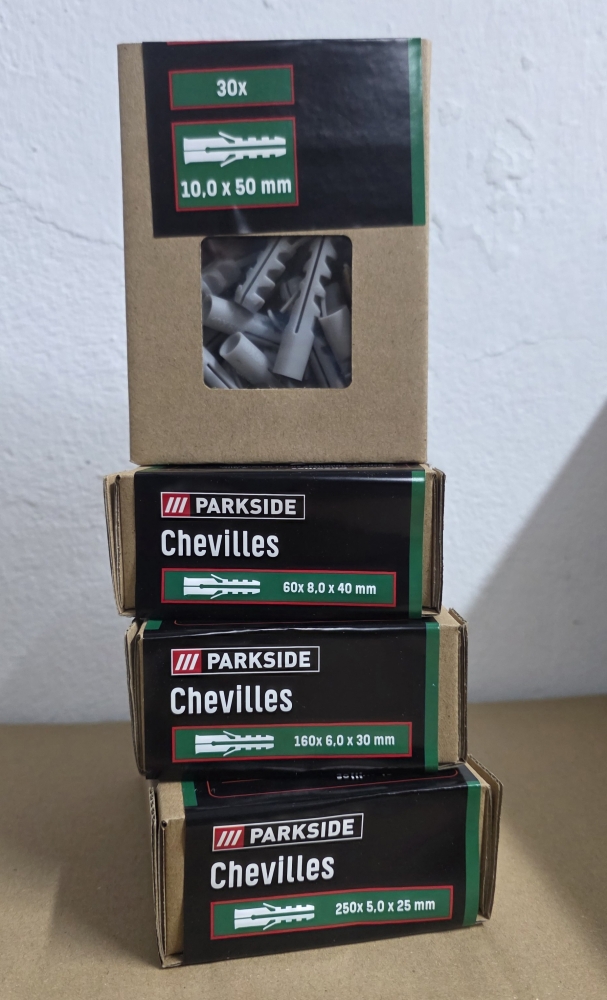 30x
10,0 x 50 mm
PARKSIDE
Chevilles
60x 8,0 x 40 mm
PARKSIDE
Chevilles
160x 6,0 x 30 mm
PARKSIDE
Chevilles
250x 5,0 x 25 mm